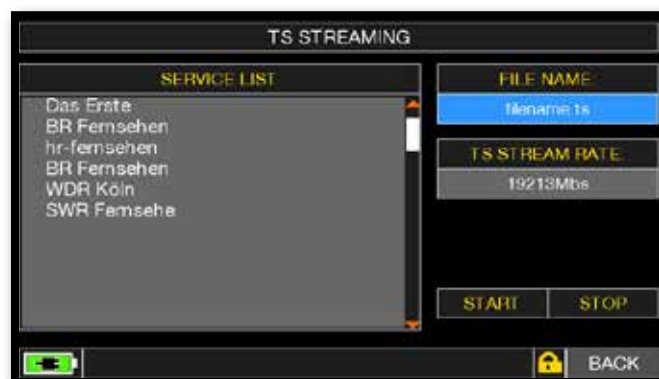 TS STREAMING
SERVICE LIST
Das Erste
BR Fernsehen
hr-fernsehen
BR Fernsehen
WDR Köln
SWR Fernsehe
FILE NAME
filename.ts
TS STREAM RATE
19213Mbs
START
STOP
BACK